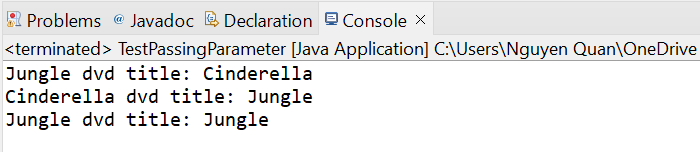 Problems @ Javadoc Declaration Console ×
<terminated> TestPassingParameter [Java Application] C:\Users\Nguyen Quan\OneDrive
Jungle dvd title: Cinderella
Cinderella dvd title: Jungle
Jungle dvd title: Jungle